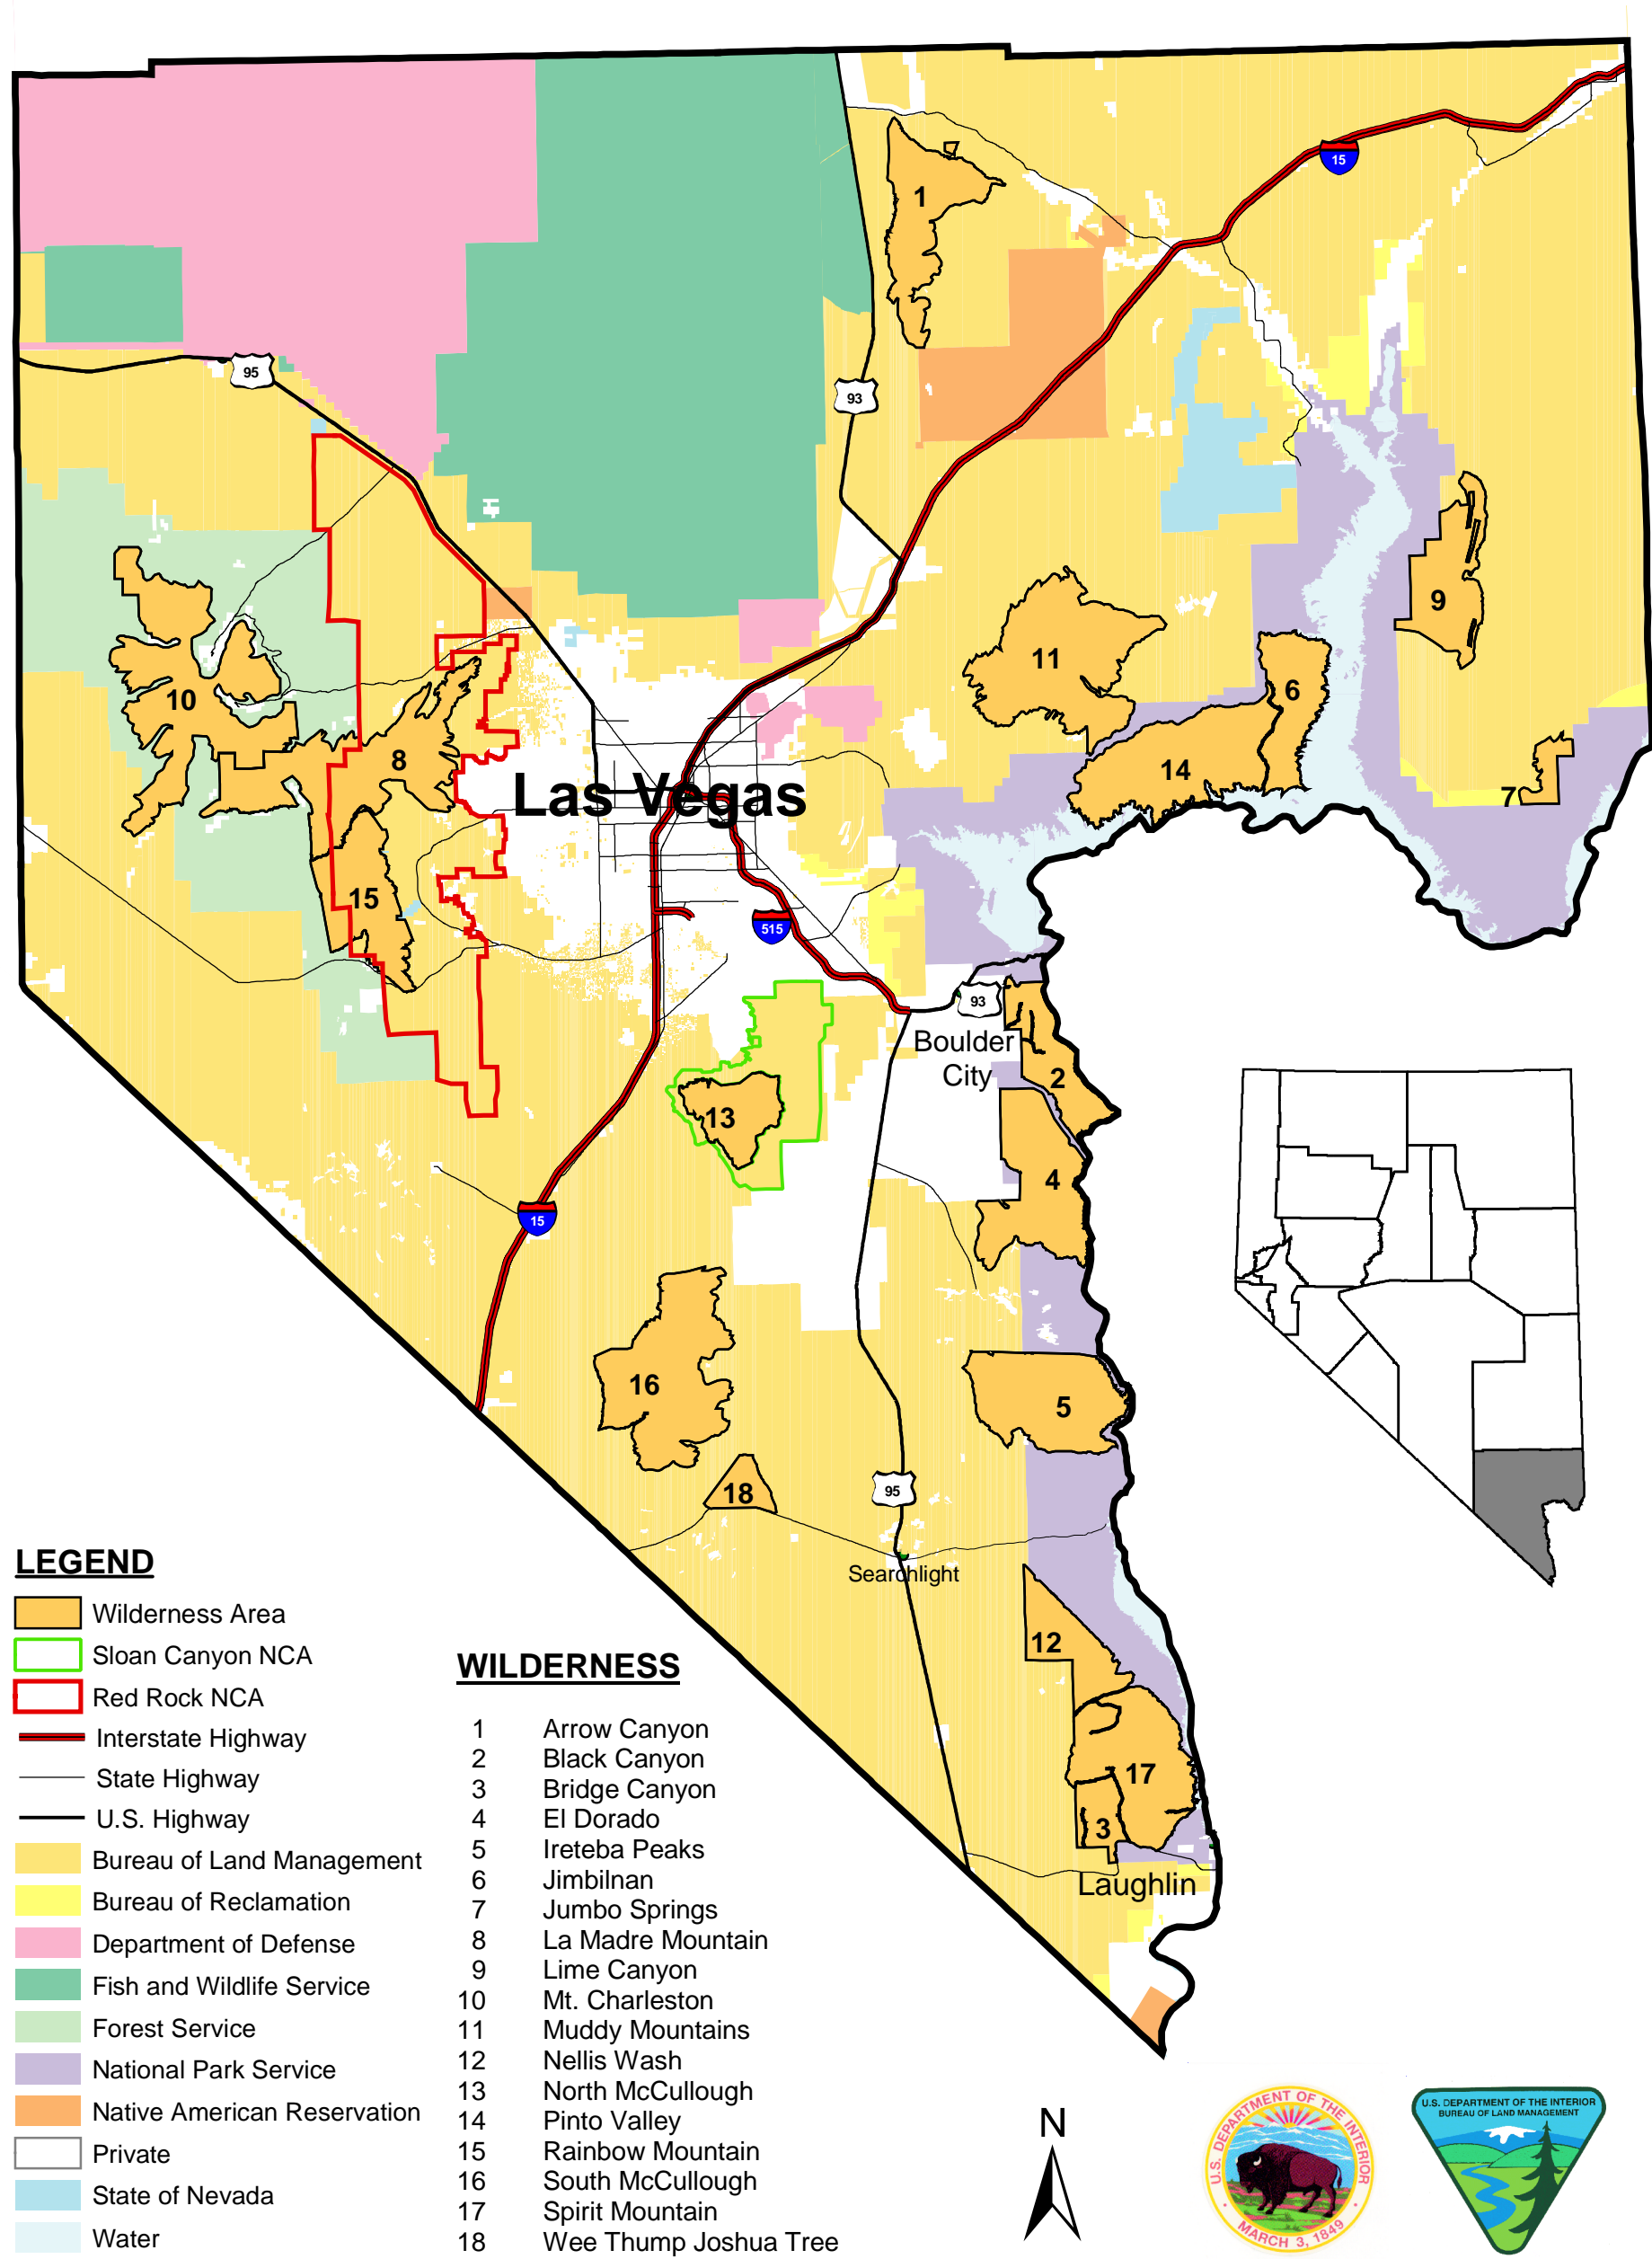 1
15
95
93
9
11
6
10
8
14
7
Las Vegas
15
515
93
Boulder
City
2
13
4
15
16
5
18
95
Searchlight
12
17
3
Laughlin
LEGEND
Wilderness Area
Sloan Canyon NCA
Red Rock NCA
Interstate Highway
State Highway
U.S. Highway
Bureau of Land Management
Bureau of Reclamation
Department of Defense
Fish and Wildlife Service
Forest Service
National Park Service
Native American Reservation
Private
State of Nevada
Water
WILDERNESS
1 Arrow Canyon
2 Black Canyon
3 Bridge Canyon
4 El Dorado
5 Ireteba Peaks
6 Jimbilnan
7 Jumbo Springs
8 La Madre Mountain
9 Lime Canyon
10 Mt. Charleston
11 Muddy Mountains
12 Nellis Wash
13 North McCullough
14 Pinto Valley
15 Rainbow Mountain
16 South McCullough
17 Spirit Mountain
18 Wee Thump Joshua Tree
N
U.S. DEPARTMENT OF THE INTERIOR
MARCH 3, 1849
U.S. DEPARTMENT OF THE INTERIOR
BUREAU OF LAND MANAGEMENT